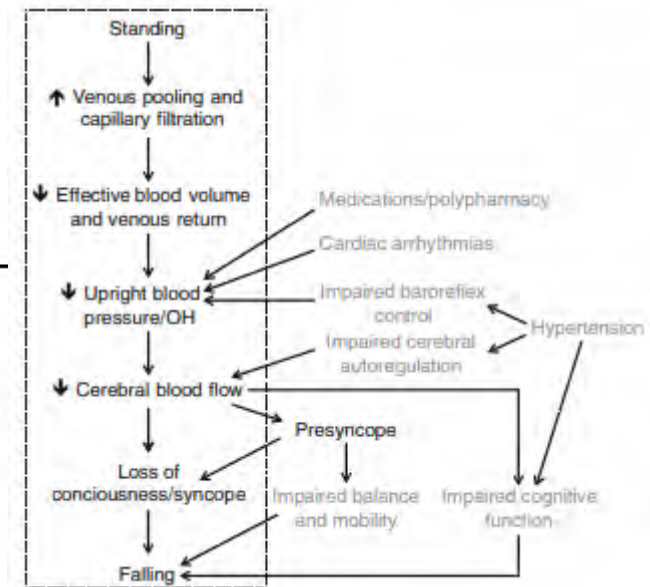 Standing
↑ Venous pooling and
capillary filtration
↓ Effective blood volume
and venous return
Medications/polypharmacy
Cardiac arrhythmias
↓ Upright blood
pressure/OH
Impaired baroreflex
control
Hypertension
Impaired cerebral
autoregulation
↓ Cerebral blood flow
Presyncope
Loss of
conciousness/syncope
Impaired balance
and mobility
Impaired cognitive
function
Falling